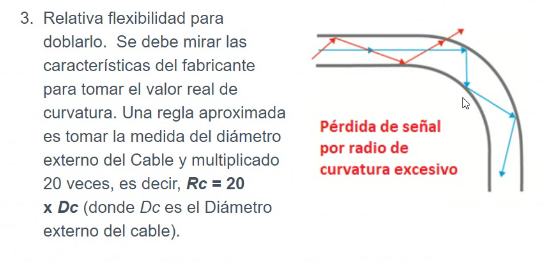 3. Relativa flexibilidad para
doblarlo.  Se debe mirar las
características del fabricante
para tomar el valor real de
curvatura. Una regla aproximada
es tomar la medida del diámetro
externo del Cable y multiplicado
20 veces, es decir, Rc = 20
x Dc (donde Dc es el Diámetro
externo del cable).
Pérdida de señal
por radio de
curvatura excesivo